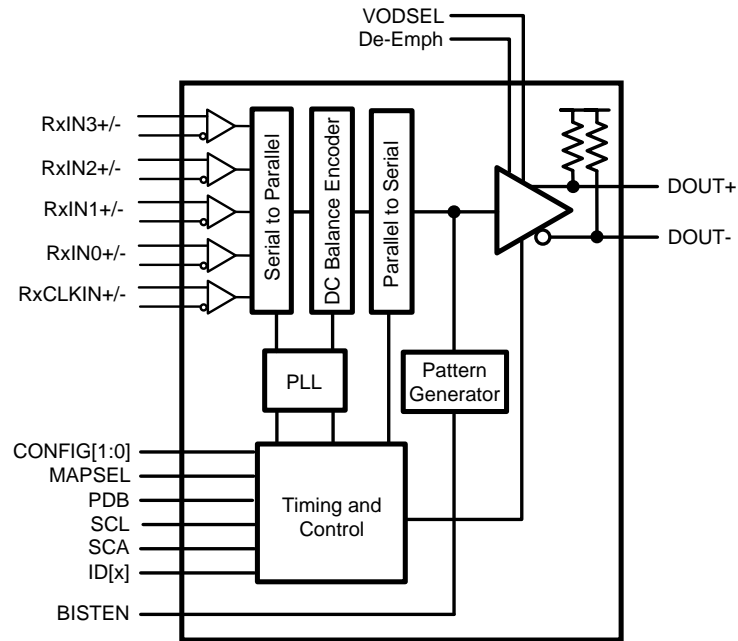 VODSEL
De-Emph
RxIN3+/-
RxIN2+/-
RxIN1+/-
RxIN0+/-
RxCLKIN+/-
Serial to Parallel
DC Balance Encoder
Parallel to Serial
DOUT+
DOUT-
PLL
Pattern
Generator
CONFIG[1:0]
MAPSEL
PDB
SCL
SCA
ID[x]
BISTEN
Timing and
Control